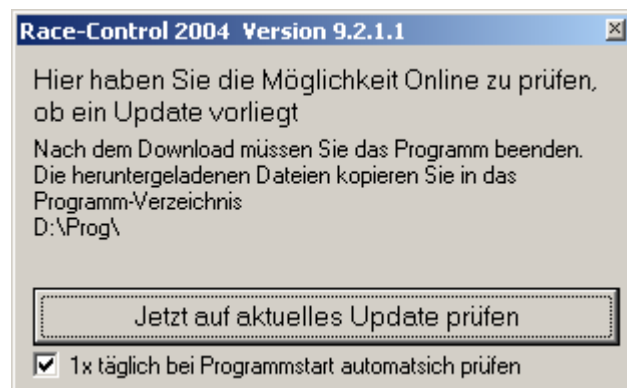 Race-Control 2004 Version 9.2.1.1
Hier haben Sie die Möglichkeit Online zu prüfen,
ob ein Update vorliegt
Nach dem Download müssen Sie das Programm beenden.
Die heruntergeladenen Dateien kopieren Sie in das
Programm-Verzeichnis
D:\Prog\
Jetzt auf aktuelles Update prüfen
1x täglich bei Programmstart automatsich prüfen